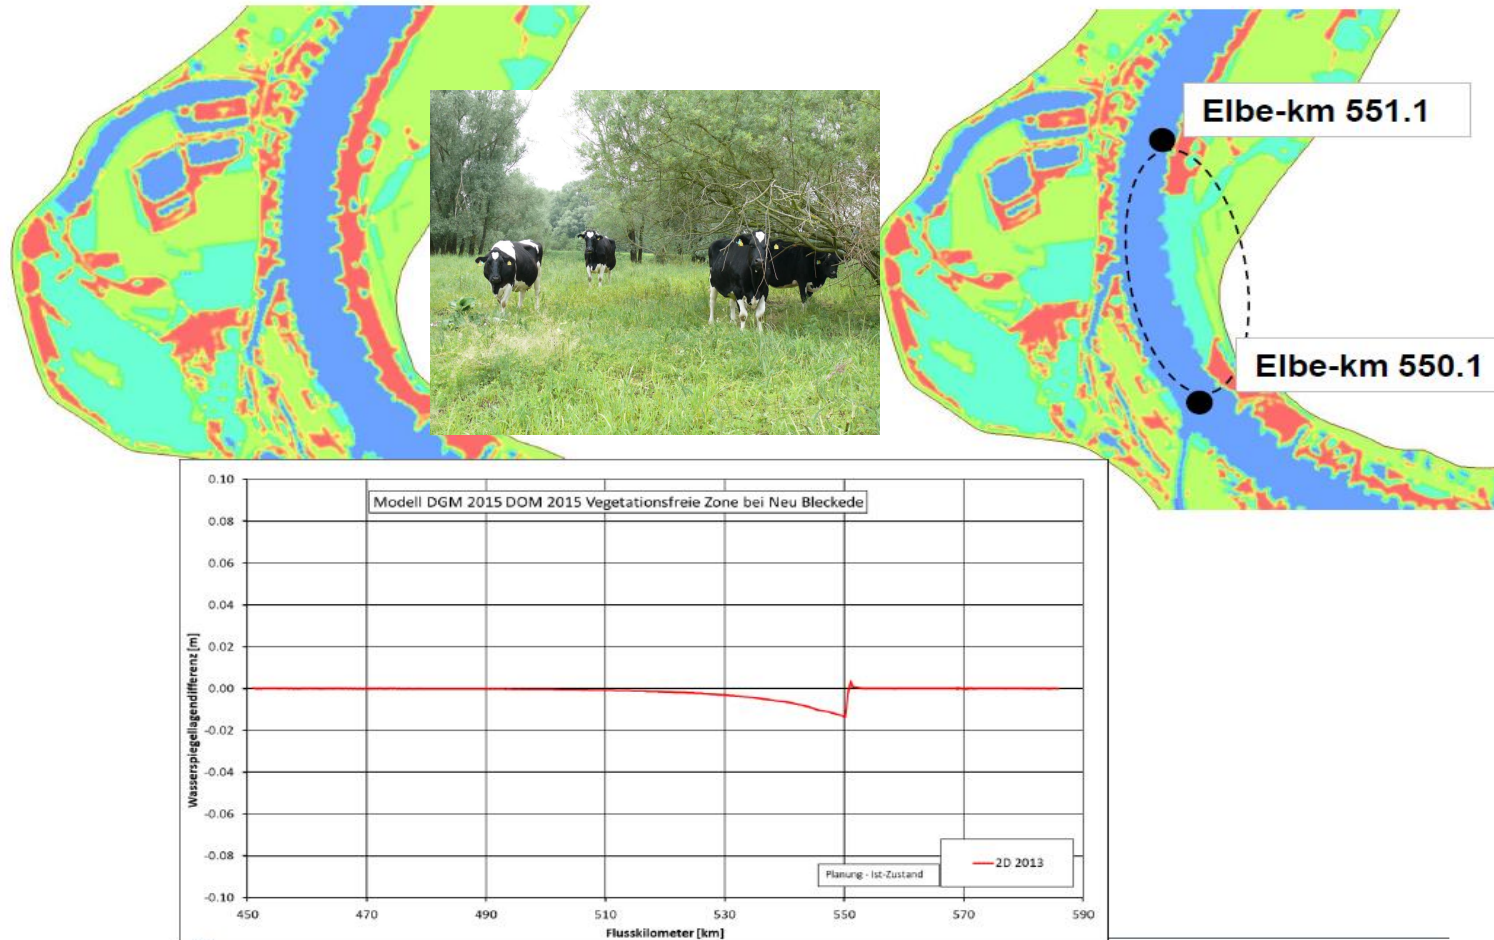 Elbe-km 551.1
Elbe-km 550.1
Modell DGM 2015 DOM 2015 Vegetationsfreie Zone bei Neu Bleckede
Wasserspiegellagendifferenz [m]
0.10
0.08
0.06
0.04
0.02
0.00
-0.02
-0.04
-0.06
-0.08
-0.10
2D 2013
Planung - Ist-Zustand
450 470 490 510 530 550 570 590
Flusskilometer [km]